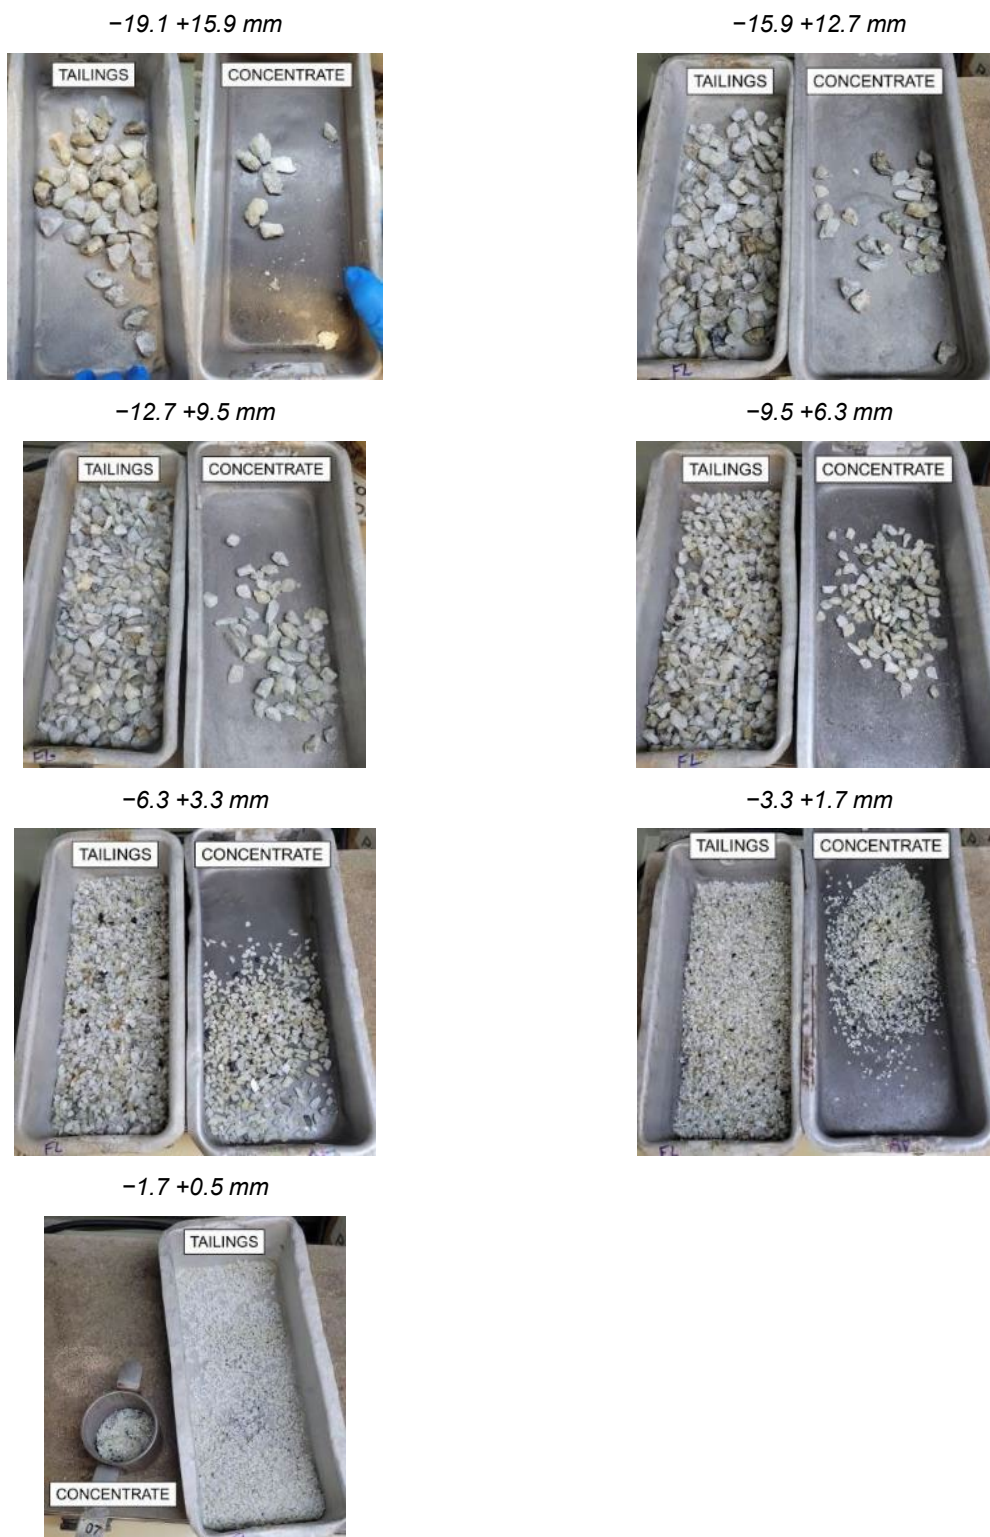 −19.1 +15.9 mm
−15.9 +12.7 mm
TAILINGS
CONCENTRATE
TAILINGS
CONCENTRATE
FL
−12.7 +9.5 mm
−9.5 +6.3 mm
TAILINGS
CONCENTRATE
TAILINGS
CONCENTRATE
FL
FL
−6.3 +3.3 mm
−3.3 +1.7 mm
TAILINGS
CONCENTRATE
TAILINGS
CONCENTRATE
FL
FL
−1.7 +0.5 mm
TAILINGS
CONCENTRATE
07